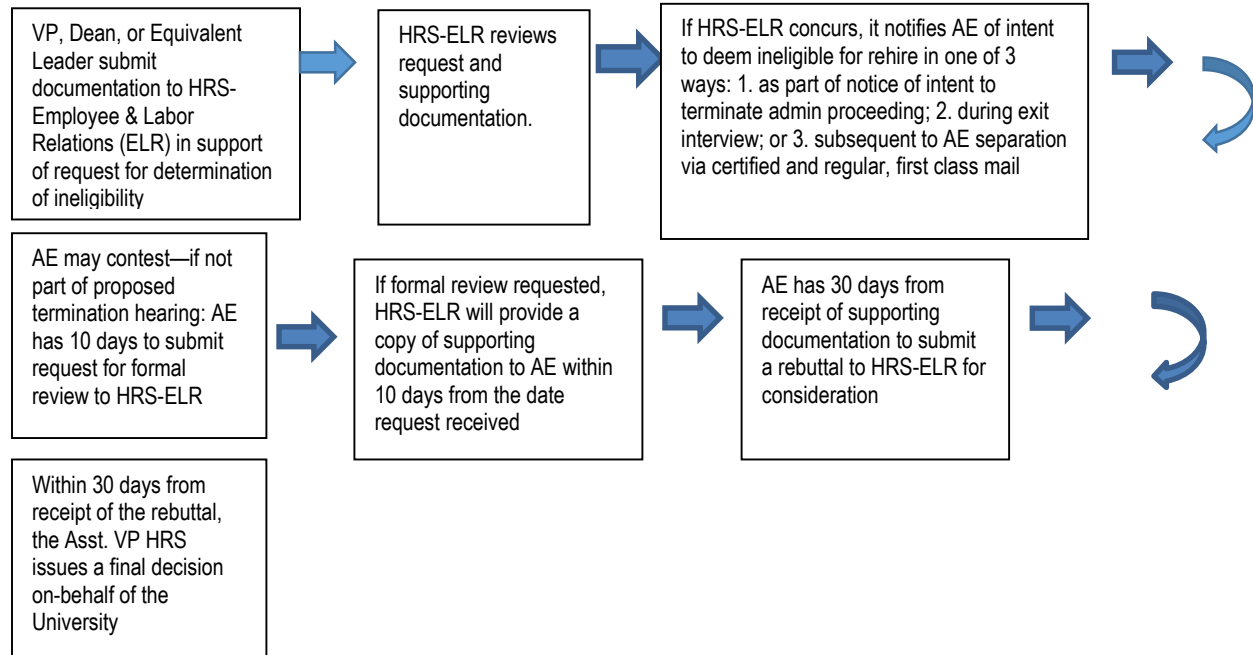 VP, Dean, or Equivalent
Leader submit
documentation to HRS-
Employee & Labor
Relations (ELR) in support
of request for determination
of ineligibility
HRS-ELR reviews
request and
supporting
documentation.
If HRS-ELR concurs, it notifies AE of intent
to deem ineligible for rehire in one of 3
ways: 1. as part of notice of intent to
terminate admin proceeding; 2. during exit
interview; or 3. subsequent to AE separation
via certified and regular, first class mail
AE may contest—if not
part of proposed
termination hearing: AE
has 10 days to submit
request for formal
review to HRS-ELR
If formal review requested,
HRS-ELR will provide a
copy of supporting
documentation to AE within
10 days from the date
request received
AE has 30 days from
receipt of supporting
documentation to submit
a rebuttal to HRS-ELR for
consideration
Within 30 days from
receipt of the rebuttal,
the Asst. VP HRS
issues a final decision
on-behalf of the
University